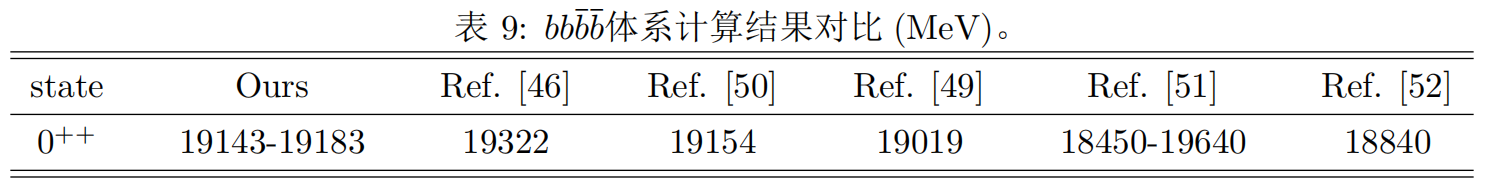 表 9: bbb̄b̄体系计算结果对比 (MeV)。
state Ours Ref. [46] Ref. [50] Ref. [49] Ref. [51] Ref. [52]
0⁺⁺ 19143-19183 19322 19154 19019 18450-19640 18840